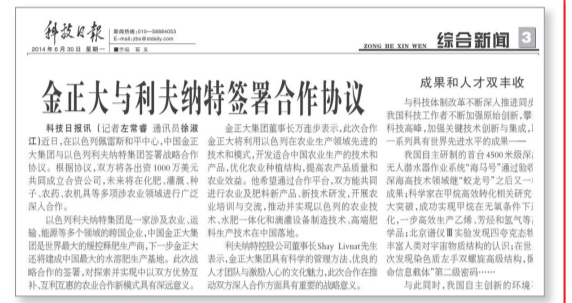 科技日报
新闻热线:010—58884053
E-mail:zbs@stdaily.com
2014年6月30日 星期一
ZONG HE XIN WEN
综合新闻
3
金正大与利夫纳特签署合作协议
科技日报讯(记者左常睿 通讯员徐淑
江)近日,在以色列佩雷斯和平中心,中国金正
大集团与以色列利夫纳特集团签署战略合作
协议。根据协议,双方将各出资1000万美元
共同成立合资公司,未来将在化肥、灌溉、种
子、农药、农机具等多项涉农业领域进行广泛
深入合作。
以色列利夫纳特集团是一家涉及农业、运
输、能源等多个领域的跨国企业,中国金正大集
团是世界最大的缓控释肥生产商,下一步金正大
还将建成中国最大的水溶肥生产基地。此次战
略合作的签署,对探索并实现中以双方优势互
补、互利互惠的农业合作新模式具有深远意义。
金正大集团董事长万连步表示,此次合作
金正大将利用以色列在农业生产领域先进的
技术和模式,开发适合中国农业生产的技术和
产品,优化农业种植结构,提高农产品质量和
农业效益。他希望通过合作平台,双方能共同
进行农业及肥料新产品、新技术研发,开展农
业培训与交流,推动并实现以色列的农业技
术、水肥一体化和滴灌设备制造技术、高端肥
料生产技术在中国落地。
利夫纳特控股公司董事长Shay Livnat先生
表示,金正大集团具有科学的管理方法、优良的
人才团队与激励人心的文化魅力,此次合作在推
动双方深入合作方面具有重要的战略意义。
成果和人才双丰收
与科技体制改革不断深入推进同步
我国科技工作者不断加强原始创新,攀
科技高峰,加强关键技术创新与集成,
一系列具有世界先进水平的成果——
我国自主研制的首台4500米级深
无人潜水器作业系统“海马号”通过验收
深海高技术领域继“蛟龙号”之后又一
成果;科学家在甲烷高效转化相关研究
大突破,成功实现甲烷在无氧条件下
化,一步高效生产乙烯、芳烃和氢气等
学品;北京谱仪Ⅲ实验发现四夸克态
丰富人类对宇宙物质结构的认识;在世
次发现染色质左手双螺旋高级结构,
命信息载体”第二级密码……
与此同时,我国自主创新的环境